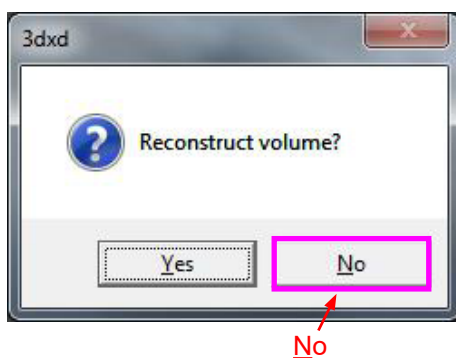 3dxd
Reconstruct volume?
Yes
No
No